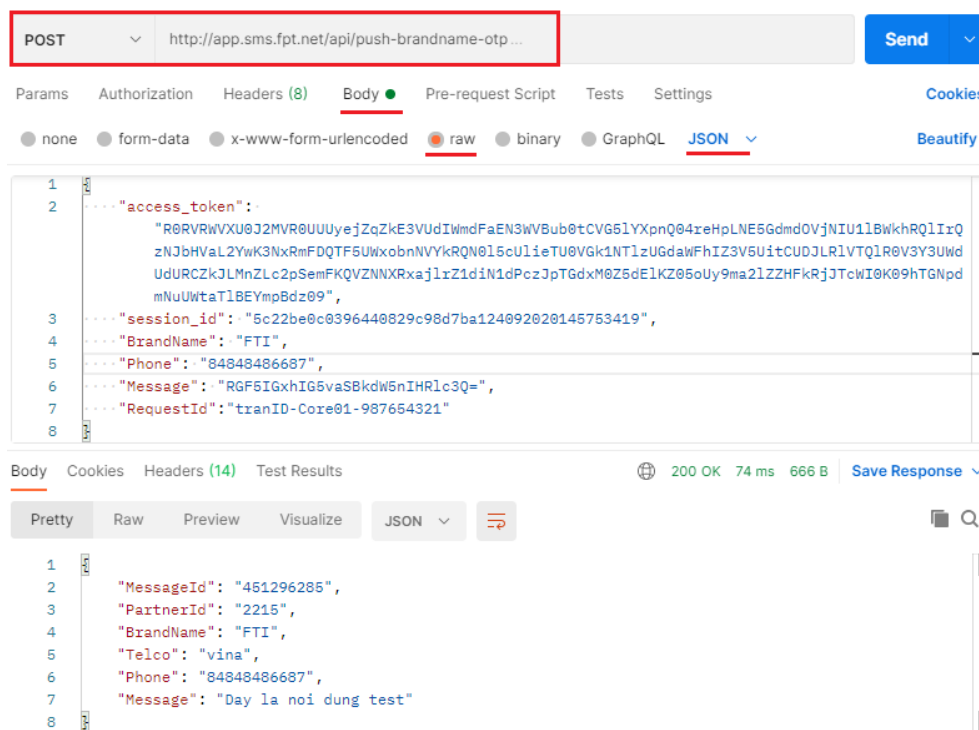 POST http://app.sms.fpt.net/api/push-brandname-otp ... Send
Params Authorization Headers (8) Body Pre-request Script Tests Settings Cookies
none form-data x-www-form-urlencoded raw binary GraphQL JSON Beautify
1 {
2 "access_token":
"R0RVRWVXU0J2MVR0UUUyejZqZkE3VUdIWmdFaEN3WVBub0tCVG5lYXpnQ04reHpLNE5GdmdOVjNIU1lBWkhRQlIrQ
zNJbHVaL2YwK3NxRmFDQTF5UWxobnNVYkRQN0l5cUlieTU0VGk1NTlzUGdaWFhIZ3V5UitCUDJLRlVTQlR0V3Y3UWd
UdURCZkJLMnZLc2pSemFKQVZNNXRxajlrZ1diN1dPczJpTGdxM0Z5dElKZ05oUy9ma2lZZHFkRjJTcWI0K09hTGNpd
mNuUWtaTlBEYmpBdz09",
3 "session_id": "5c22be0c0396440829c98d7ba124092020145753419",
4 "BrandName": "FTI",
5 "Phone": "84848486687",
6 "Message": "RGF5IGxhIG5vaSBkdW5nIHRlc3Q=",
7 "RequestId":"tranID-Core01-987654321"
8 }
Body Cookies Headers (14) Test Results 200 OK 74 ms 666 B Save Response
Pretty Raw Preview Visualize JSON
1 {
2 "MessageId": "451296285",
3 "PartnerId": "2215",
4 "BrandName": "FTI",
5 "Telco": "vina",
6 "Phone": "84848486687",
7 "Message": "Day la noi dung test"
8 }